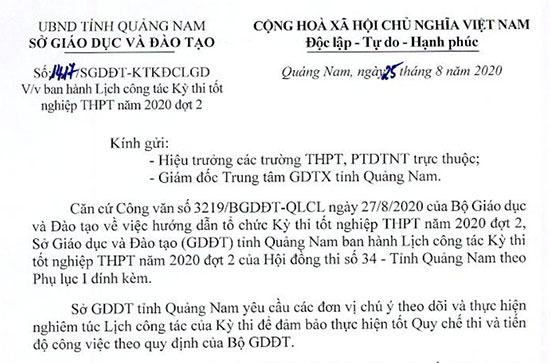 UBND TỈNH QUẢNG NAM
SỞ GIÁO DỤC VÀ ĐÀO TẠO
CỘNG HOÀ XÃ HỘI CHỦ NGHĨA VIỆT NAM
Độc lập - Tự do - Hạnh phúc
Số:1417/SGDĐT-KTKĐCLGD
V/v ban hành Lịch công tác Kỳ thi tốt
nghiệp THPT năm 2020 đợt 2
Quảng Nam, ngày 25 tháng 8 năm 2020
Kính gửi:
- Hiệu trưởng các trường THPT, PTDTNT trực thuộc;
- Giám đốc Trung tâm GDTX tỉnh Quảng Nam.
Căn cứ Công văn số 3219/BGDĐT-QLCL ngày 27/8/2020 của Bộ Giáo dục
và Đào tạo về việc hướng dẫn tổ chức Kỳ thi tốt nghiệp THPT năm 2020 đợt 2,
Sở Giáo dục và Đào tạo (GDĐT) tỉnh Quảng Nam ban hành Lịch công tác Kỳ thi
tốt nghiệp THPT năm 2020 đợt 2 của Hội đồng thi số 34 - Tỉnh Quảng Nam theo
Phụ lục 1 đính kèm.
Sở GDĐT tỉnh Quảng Nam yêu cầu các đơn vị chú ý theo dõi và thực hiện
nghiêm túc Lịch công tác của Kỳ thi để đảm bảo thực hiện tốt Quy chế thi và tiến
độ công việc theo quy định của Bộ GDĐT.